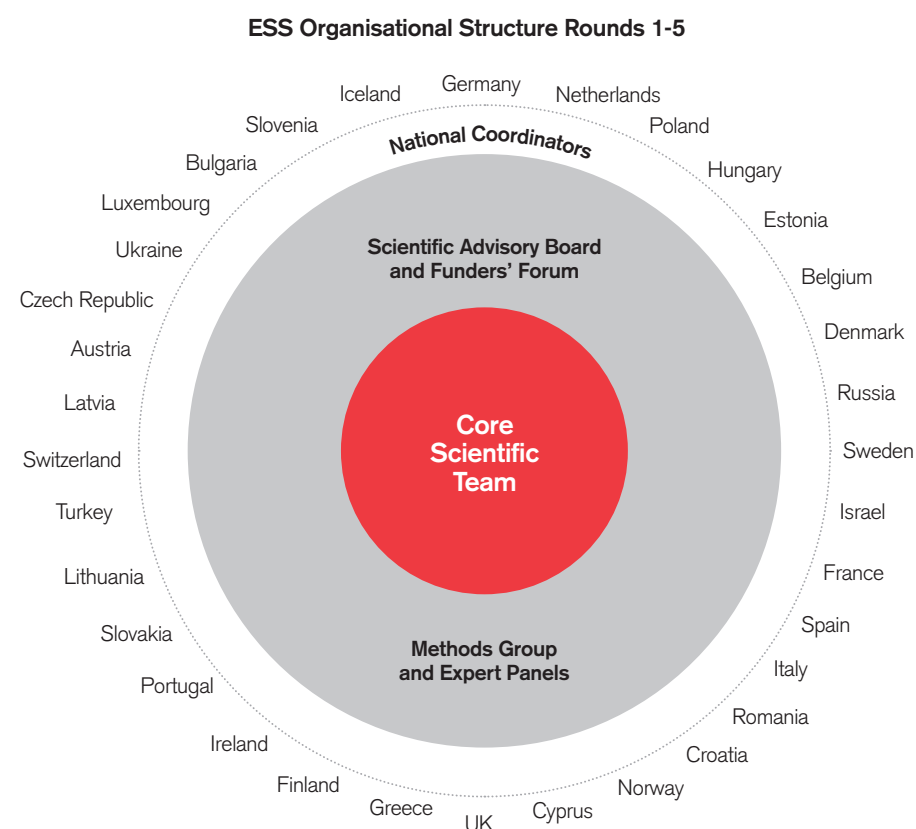 ESS Organisational Structure Rounds 1-5
Germany
Netherlands
Poland
Hungary
Estonia
Belgium
Denmark
Russia
Sweden
Israel
France
Spain
Italy
Romania
Croatia
Norway
Cyprus
UK
Greece
Finland
Ireland
Portugal
Slovakia
Lithuania
Turkey
Switzerland
Latvia
Austria
Czech Republic
Ukraine
Luxembourg
Bulgaria
Slovenia
Iceland
National Coordinators
Scientific Advisory Board
and Funders' Forum
Core
Scientific
Team
Methods Group
and Expert Panels